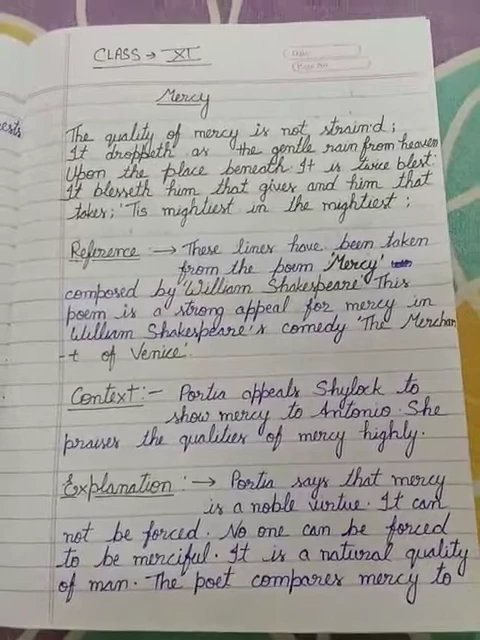 CLASS → XI
Date
Page No.
Mercy
The quality of mercy is not strain'd;
It droppeth as the gentle rain from heaven
Upon the place beneath. It is twice blest:
It blesseth him that gives and him that
takes; 'Tis mightiest in the mightiest;
Reference → These lines have been taken
from the poem 'Mercy'
composed by 'William Shakespeare' This
poem is a strong appeal for mercy in
William Shakespeare's comedy 'The Merchan
-t of Venice'.
Context:- Portia appeals Shylock to
show mercy to Antonio. She
praises the qualities of mercy highly.
Explanation :→ Portia says that mercy
is a noble virtue. It can
not be forced. No one can be forced
to be merciful. It is a natural quality
of man. The poet compares mercy to